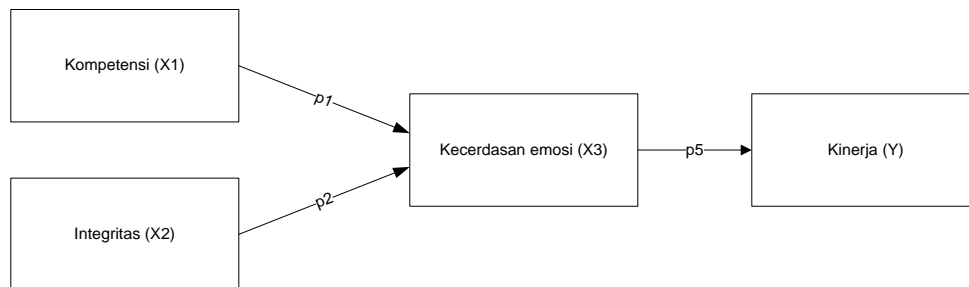 Kompetensi (X1)
p1
Kecerdasan emosi (X3)
p5
Kinerja (Y)
Integritas (X2)
p2